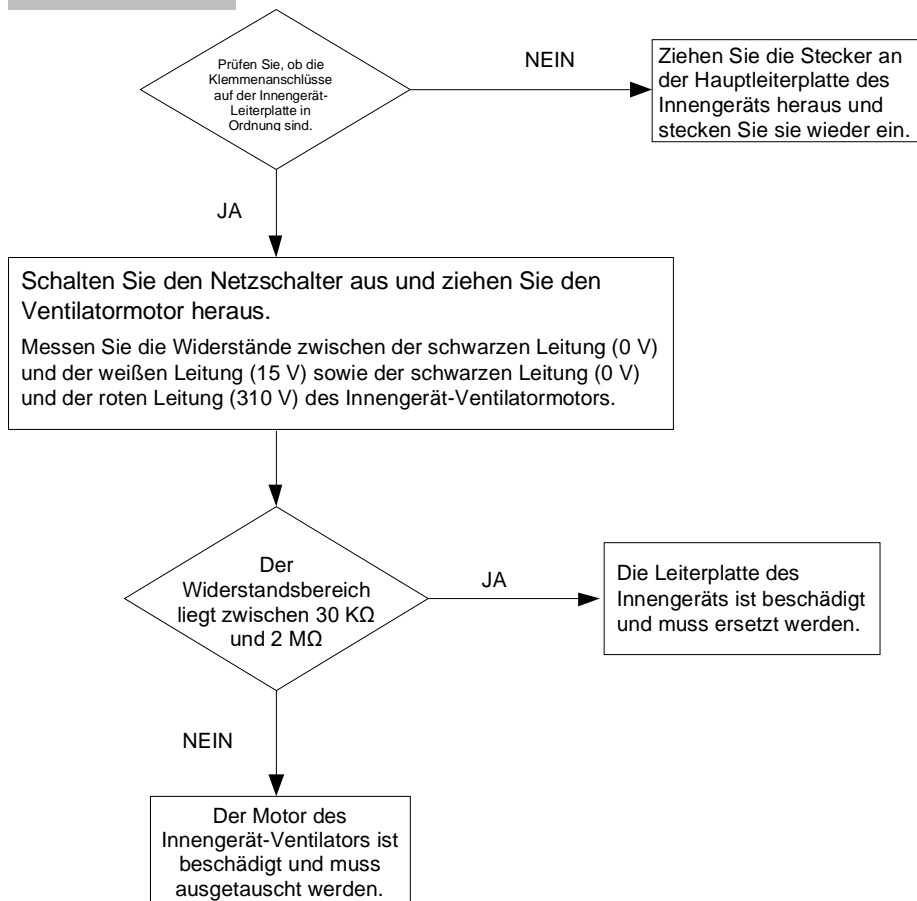 Prüfen Sie, ob die
Klemmenanschlüsse
auf der Innengerät-
Leiterplatte in
Ordnung sind.
NEIN
Ziehen Sie die Stecker an
der Hauptleiterplatte des
Innengeräts heraus und
stecken Sie sie wieder ein.
JA
Schalten Sie den Netzschalter aus und ziehen Sie den
Ventilatormotor heraus.
Messen Sie die Widerstände zwischen der schwarzen Leitung (0 V)
und der weißen Leitung (15 V) sowie der schwarzen Leitung (0 V)
und der roten Leitung (310 V) des Innengerät-Ventilatormotors.
Der
Widerstandsbereich
liegt zwischen 30 KΩ
und 2 MΩ
JA
Die Leiterplatte des
Innengeräts ist beschädigt
und muss ersetzt werden.
NEIN
Der Motor des
Innengerät-Ventilators ist
beschädigt und muss
ausgetauscht werden.